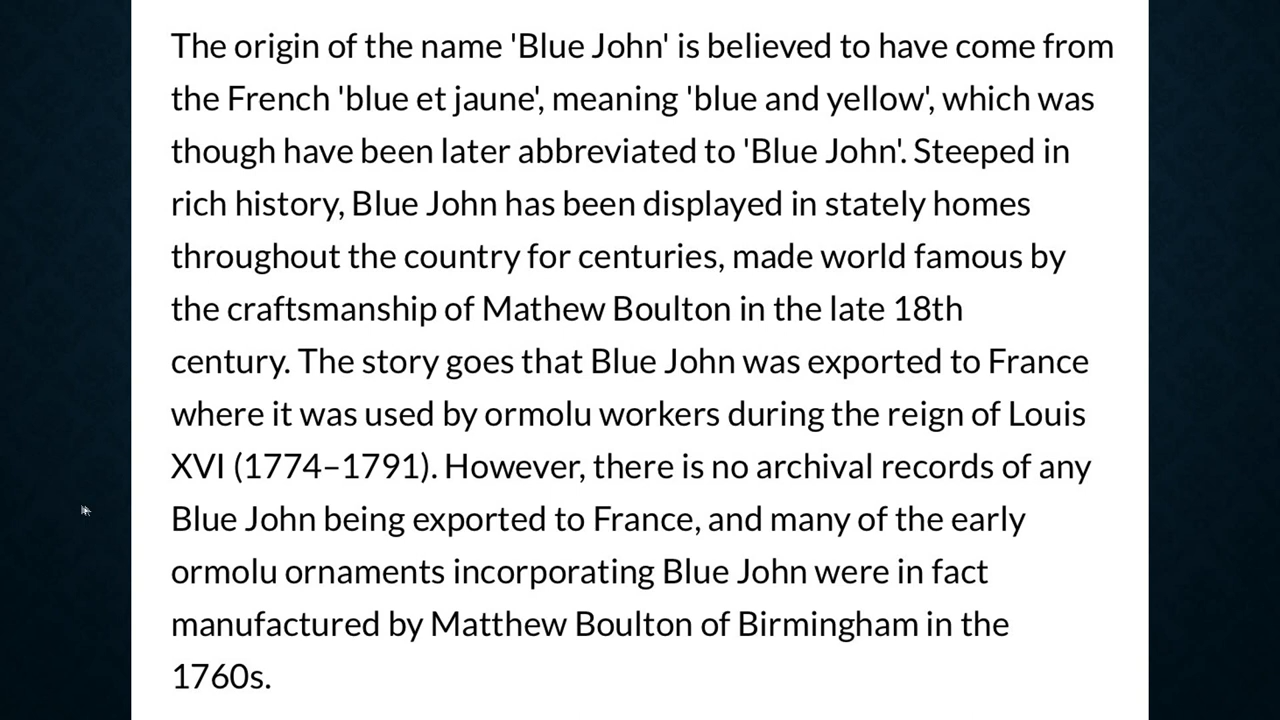 The origin of the name 'Blue John' is believed to have come from
the French 'blue et jaune', meaning 'blue and yellow', which was
though have been later abbreviated to 'Blue John'. Steeped in
rich history, Blue John has been displayed in stately homes
throughout the country for centuries, made world famous by
the craftsmanship of Mathew Boulton in the late 18th
century. The story goes that Blue John was exported to France
where it was used by ormolu workers during the reign of Louis
XVI (1774–1791). However, there is no archival records of any
Blue John being exported to France, and many of the early
ormolu ornaments incorporating Blue John were in fact
manufactured by Matthew Boulton of Birmingham in the
1760s.